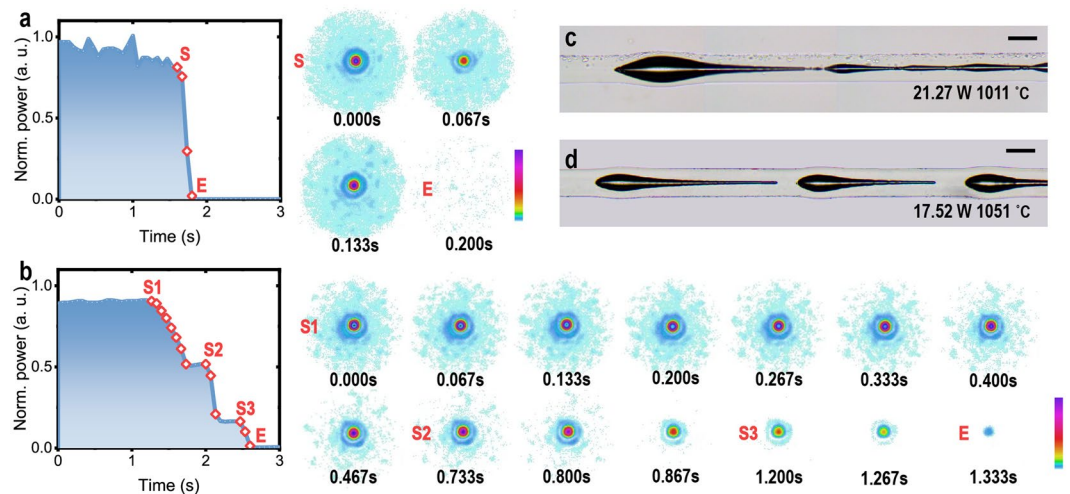 a
Norm. power (a. u.)
1.0
0.5
0.0
0 1 2 3
Time (s)
S
E
S
0.000s 0.067s
E
0.133s 0.200s
c
21.27 W 1011 °C
d
17.52 W 1051 °C
b
Norm. power (a. u.)
1.0
0.5
0.0
0 1 2 3
Time (s)
S1
S2
S3
E
S1
0.000s 0.067s 0.133s 0.200s 0.267s 0.333s 0.400s
S2 S3 E
0.467s 0.733s 0.800s 0.867s 1.200s 1.267s 1.333s